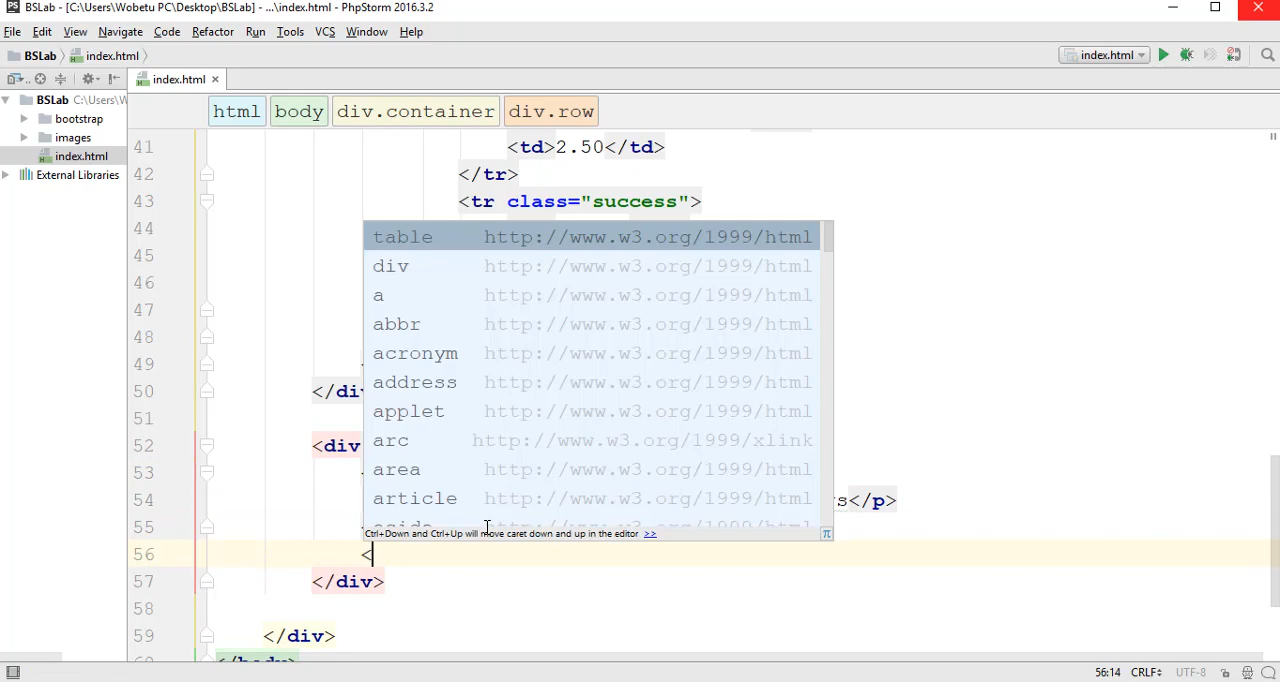 BSLab - [C:\Users\Wobetu PC\Desktop\BSLab] - ...\index.html - PhpStorm 2016.3.2
File Edit View Navigate Code Refactor Run Tools VCS Window Help
BSLab index.html index.html
index.html
BSLab C:\Users\W
bootstrap
images
index.html
External Libraries
html body div.container div.row
41 <td>2.50</td>
42 </tr>
43 <tr class="success">
44 table http://www.w3.org/1999/html
45 div http://www.w3.org/1999/html
46 a http://www.w3.org/1999/html
47 abbr http://www.w3.org/1999/html
48 acronym http://www.w3.org/1999/html
49 address http://www.w3.org/1999/html
50 </di
applet http://www.w3.org/1999/html
51 arc http://www.w3.org/1999/xlink
52 <div
area http://www.w3.org/1999/html
53
54 article http://www.w3.org/1999/html s</p>
55
Ctrl+Down and Ctrl+Up will move caret down and up in the editor >> π
56 <
57 </div>
58
59 </div>
56:14 CRLF UTF-8